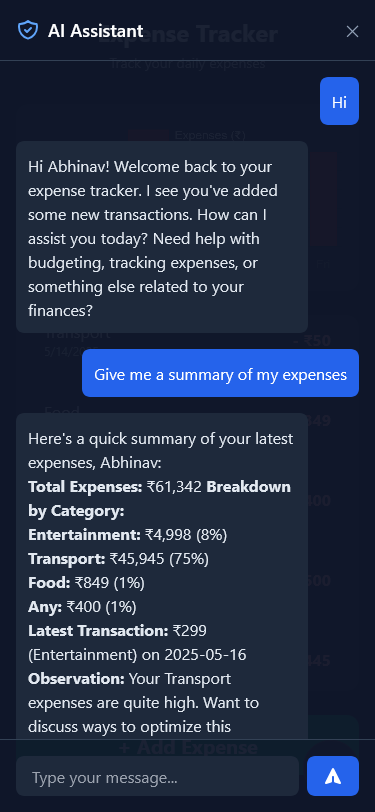 AI Assistant
Expense Tracker
Track your daily expenses
Hi
Expenses (₹)
Hi Abhinav! Welcome back to your
expense tracker. I see you've added
some new transactions. How can I
assist you today? Need help with
budgeting, tracking expenses, or
something else related to your
finances?
Transport
₹50
Give me a summary of my expenses
Food
Here's a quick summary of your latest
expenses, Abhinav:
Total Expenses: ₹61,342 Breakdown
by Category:
Entertainment: ₹4,998 (8%)
Transport: ₹45,945 (75%)
Food: ₹849 (1%)
Any: ₹400 (1%)
Latest Transaction: ₹299
(Entertainment) on 2025-05-16
Observation: Your Transport
expenses are quite high. Want to
discuss ways to optimize this
+ Add Expense
Type your message...